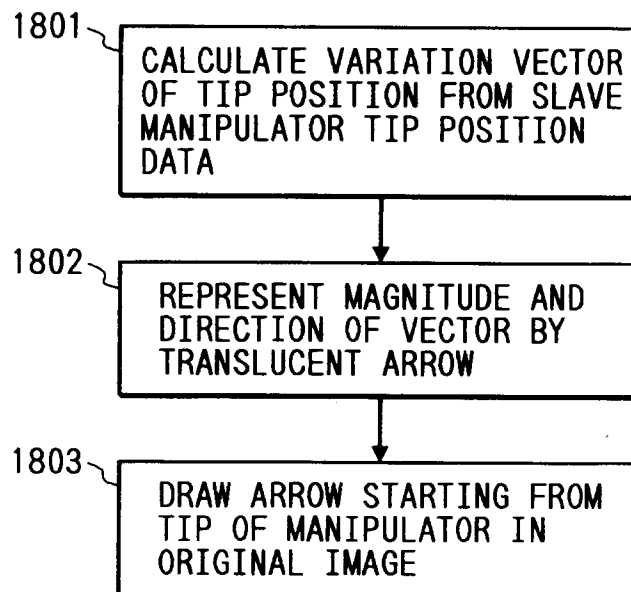 1801
CALCULATE VARIATION VECTOR
OF TIP POSITION FROM SLAVE
MANIPULATOR TIP POSITION
DATA
1802
REPRESENT MAGNITUDE AND
DIRECTION OF VECTOR BY
TRANSLUCENT ARROW
1803
DRAW ARROW STARTING FROM
TIP OF MANIPULATOR IN
ORIGINAL IMAGE